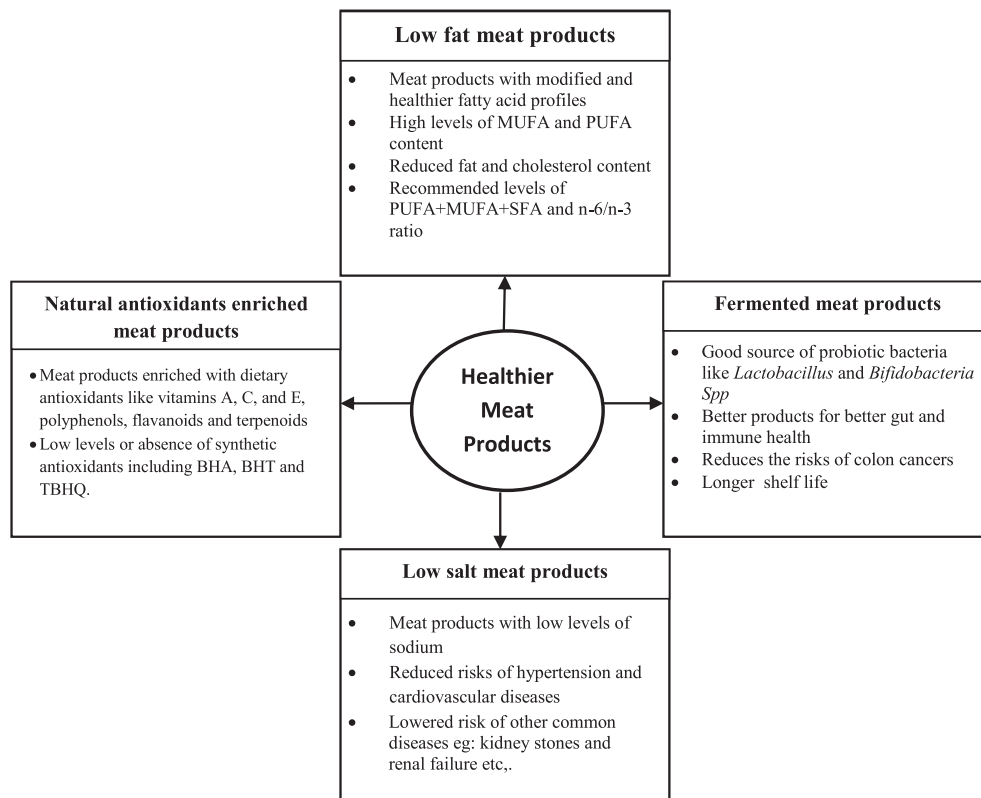 Low fat meat products
• Meat products with modified and
healthier fatty acid profiles
• High levels of MUFA and PUFA
content
• Reduced fat and cholesterol content
• Recommended levels of
PUFA+MUFA+SFA and n-6/n-3
ratio
Natural antioxidants enriched
meat products
• Meat products enriched with dietary
antioxidants like vitamins A, C, and E,
polyphenols, flavanoids and terpenoids
• Low levels or absence of synthetic
antioxidants including BHA, BHT and
TBHQ.
Healthier
Meat
Products
Fermented meat products
• Good source of probiotic bacteria
like Lactobacillus and Bifidobacteria
Spp
• Better products for better gut and
immune health
• Reduces the risks of colon cancers
• Longer shelf life
Low salt meat products
• Meat products with low levels of
sodium
• Reduced risks of hypertension and
cardiovascular diseases
• Lowered risk of other common
diseases eg: kidney stones and
renal failure etc,.